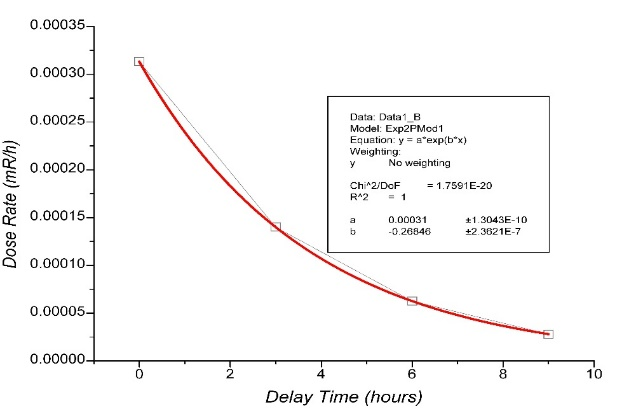 0.00035
0.00030
0.00025
0.00020
0.00015
0.00010
0.00005
0.00000
Dose Rate (mR/h)
Data: Data1_B
Model: Exp2PMod1
Equation: y = a*exp(b*x)
Weighting:
y No weighting
Chi^2/DoF = 1.7591E-20
R^2 = 1
a 0.00031 ±1.3043E-10
b -0.26846 ±2.3621E-7
0 2 4 6 8 10
Delay Time (hours)